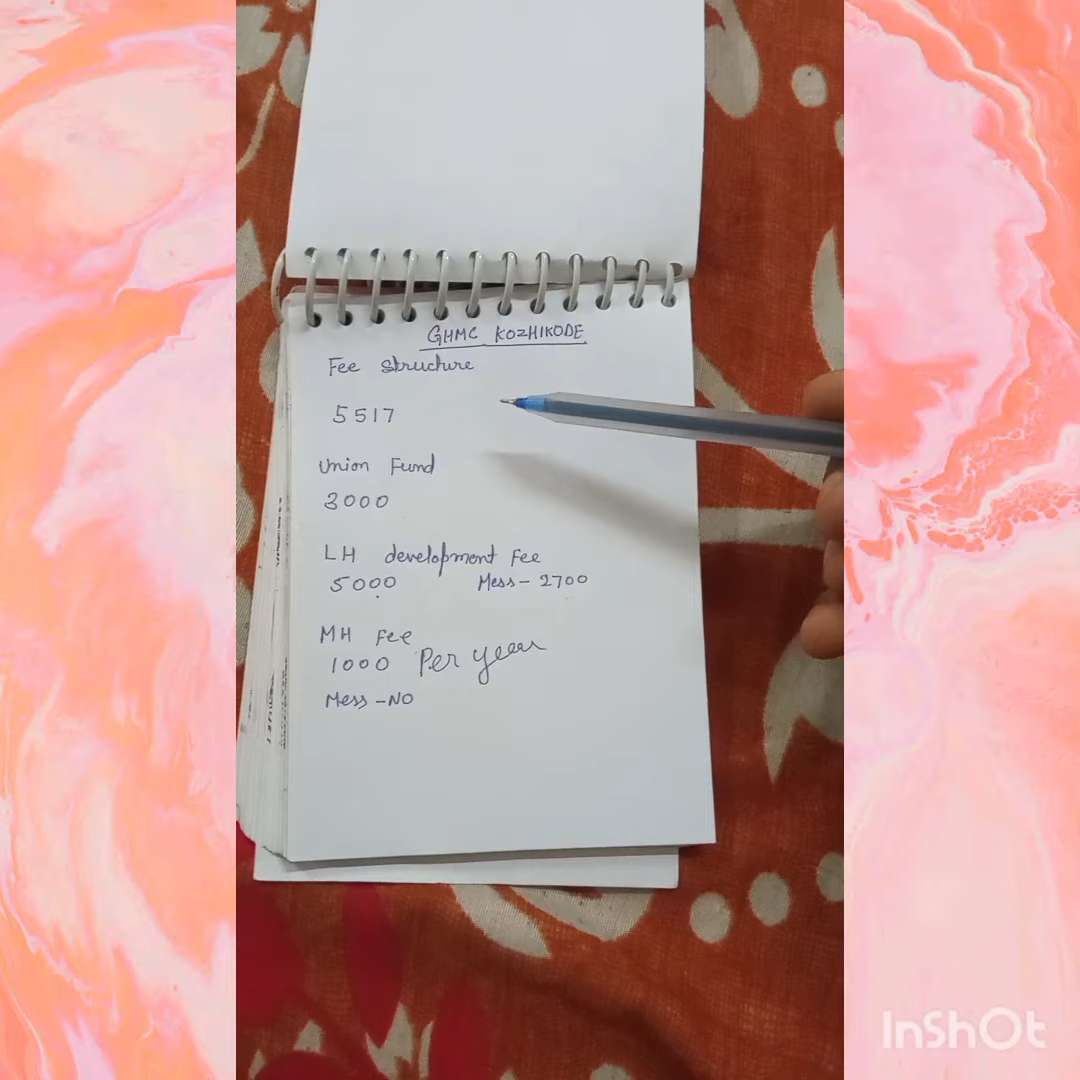 GHMC KOZHIKODE
Fee Structure
5517
Union Fund
3000
LH development Fee
5000 Mess - 2700
MH Fee
1000 Per year
Mess - NO
InShOt